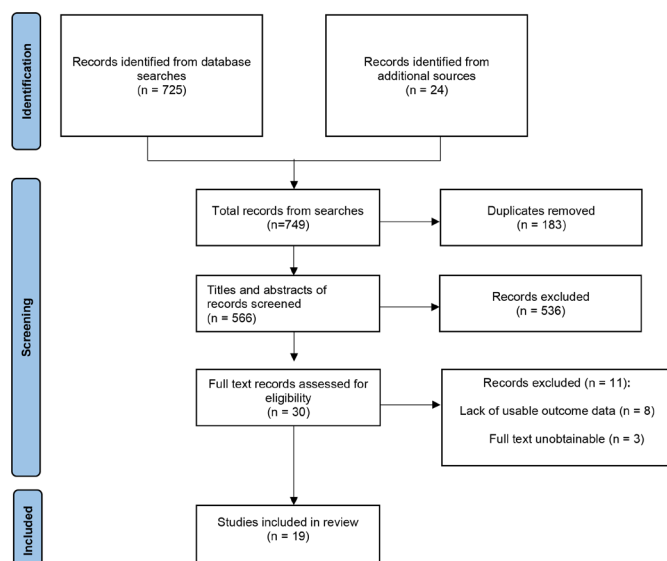 Identification
Records identified from database
searches
(n = 725)
Records identified from
additional sources
(n = 24)
Screening
Total records from searches
(n=749)
Duplicates removed
(n = 183)
Titles and abstracts of
records screened
(n = 566)
Records excluded
(n = 536)
Full text records assessed for
eligibility
(n = 30)
Records excluded (n = 11):
Lack of usable outcome data (n = 8)
Full text unobtainable (n = 3)
Included
Studies included in review
(n = 19)